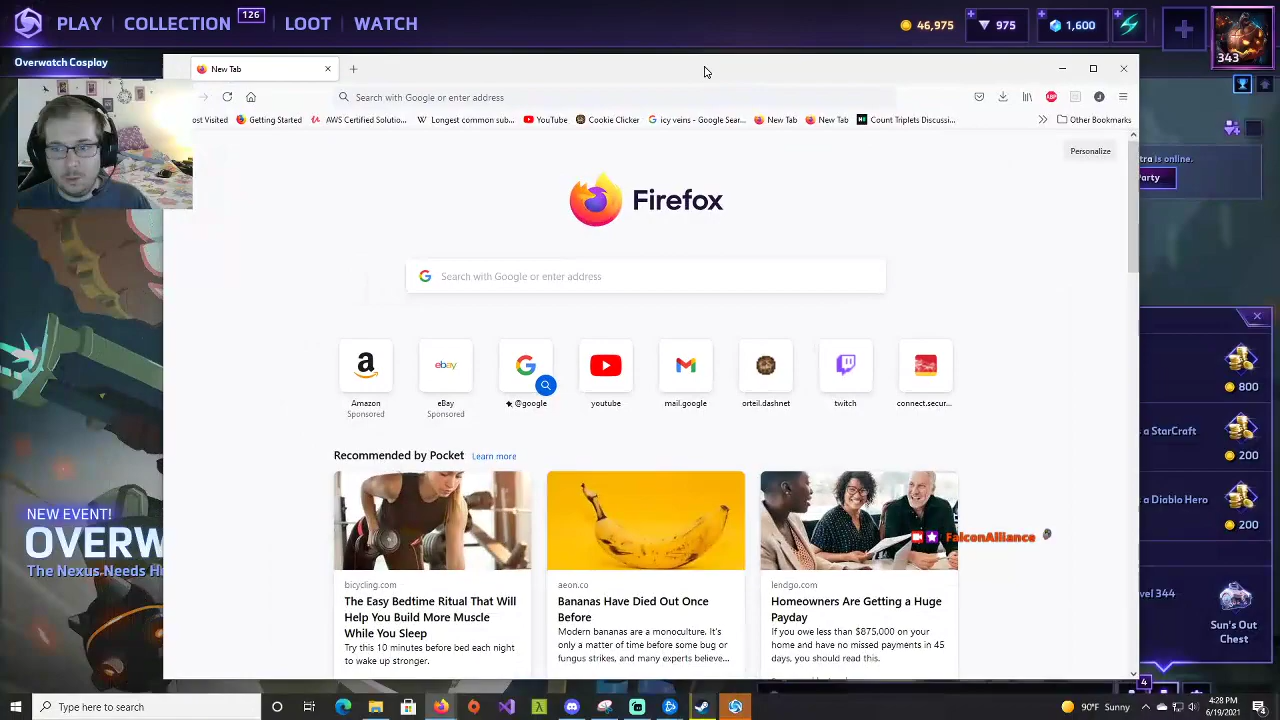 PLAY
COLLECTION
126
LOOT
WATCH
46,975
975
1,600
343
Overwatch Cosplay
New Tab
Search with Google or enter address
ost Visited
Getting Started
AWS Certified Solutio...
Longest common sub...
YouTube
Cookie Clicker
icy veins - Google Sear...
New Tab
New Tab
Count Triplets Discussi...
Other Bookmarks
Personalize
tra is online.
arty
Firefox
Search with Google or enter address
Amazon
Sponsored
eBay
Sponsored
@google
youtube
mail.google
orteil.dashnet
twitch
connect.secur...
800
a StarCraft
200
a Diablo Hero
200
vel 344
Sun's Out
Chest
Recommended by Pocket
Learn more
bicycling.com
The Easy Bedtime Ritual That Will
Help You Build More Muscle
While You Sleep
Try this 10 minutes before bed each night
to wake up stronger.
aeon.co
Bananas Have Died Out Once
Before
Modern bananas are a monoculture. It's
only a matter of time before some bug or
fungus strikes, and many experts believe...
lendgo.com
Homeowners Are Getting a Huge
Payday
If you owe less than $875,000 on your
home and have no missed payments in 45
days, you should read this.
FalconAlliance
NEW EVENT!
OVERW
The Nexus Needs H
4
Type here to search
90°F Sunny
4:28 PM
6/19/2021